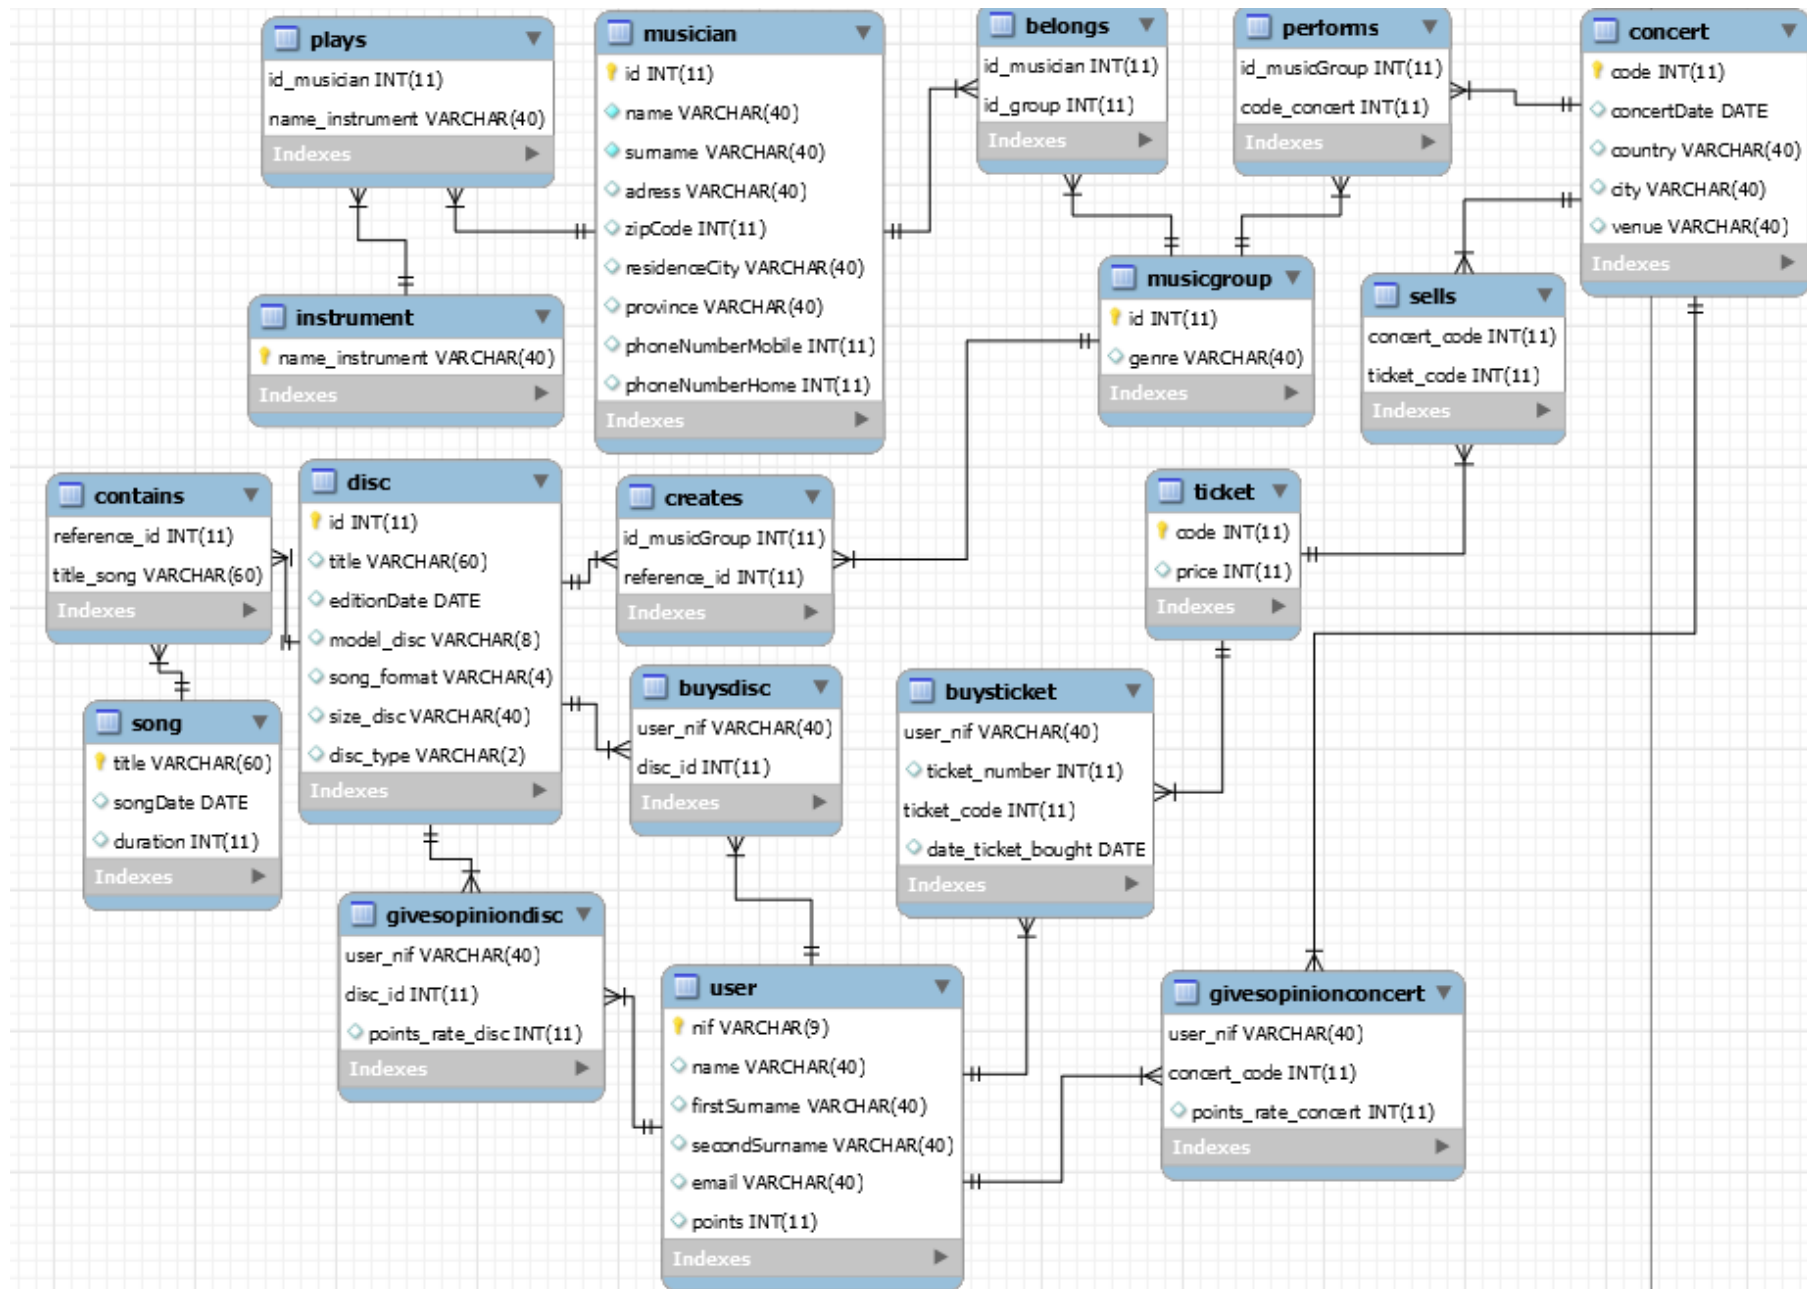 plays
id_musician INT(11)
name_instrument VARCHAR(40)
Indexes
musician
id INT(11)
name VARCHAR(40)
surname VARCHAR(40)
adress VARCHAR(40)
zipCode INT(11)
residenceCity VARCHAR(40)
province VARCHAR(40)
phoneNumberMobile INT(11)
phoneNumberHome INT(11)
Indexes
belongs
id_musician INT(11)
id_group INT(11)
Indexes
performs
id_musicGroup INT(11)
code_concert INT(11)
Indexes
concert
code INT(11)
concertDate DATE
country VARCHAR(40)
city VARCHAR(40)
venue VARCHAR(40)
Indexes
instrument
name_instrument VARCHAR(40)
Indexes
musicgroup
id INT(11)
genre VARCHAR(40)
Indexes
sells
concert_code INT(11)
ticket_code INT(11)
Indexes
contains
reference_id INT(11)
title_song VARCHAR(60)
Indexes
disc
id INT(11)
title VARCHAR(60)
editionDate DATE
model_disc VARCHAR(8)
song_format VARCHAR(4)
size_disc VARCHAR(40)
disc_type VARCHAR(2)
Indexes
creates
id_musicGroup INT(11)
reference_id INT(11)
Indexes
ticket
code INT(11)
price INT(11)
Indexes
song
title VARCHAR(60)
songDate DATE
duration INT(11)
Indexes
buysdisc
user_nif VARCHAR(40)
disc_id INT(11)
Indexes
buysticket
user_nif VARCHAR(40)
ticket_number INT(11)
ticket_code INT(11)
date_ticket_bought DATE
Indexes
givesopiniondisc
user_nif VARCHAR(40)
disc_id INT(11)
points_rate_disc INT(11)
Indexes
user
nif VARCHAR(9)
name VARCHAR(40)
firstSurname VARCHAR(40)
secondSurname VARCHAR(40)
email VARCHAR(40)
points INT(11)
Indexes
givesopinionconcert
user_nif VARCHAR(40)
concert_code INT(11)
points_rate_concert INT(11)
Indexes